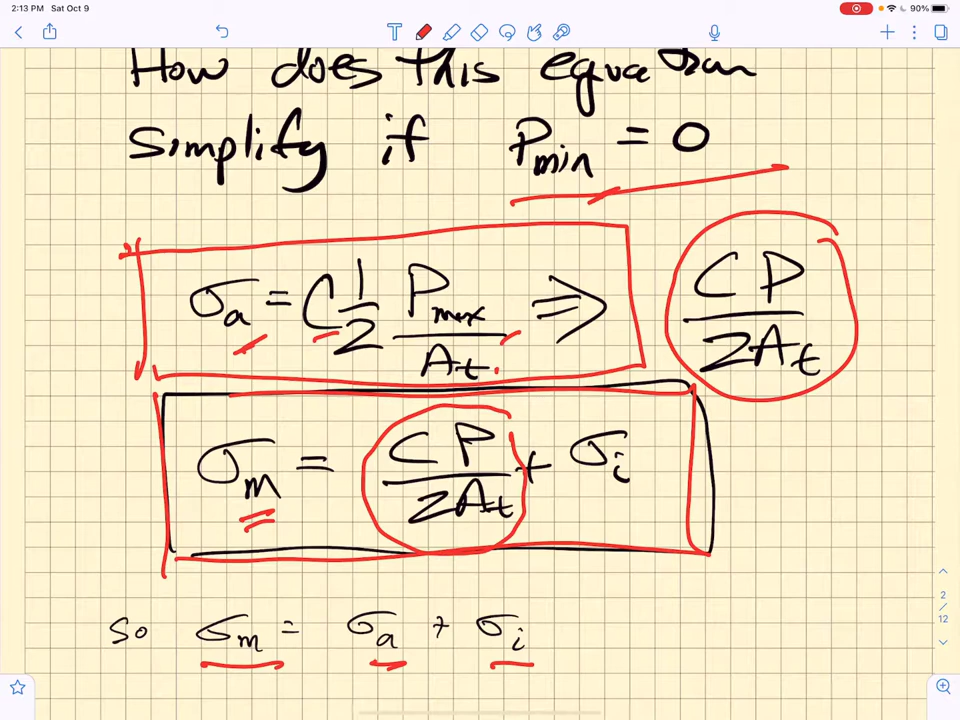 2:13 PM Sat Oct 9
90%
How does this equation
simplify if Pmin = 0
σa = C 1/2 Pmax/At ⇒ CP/2At
σm = CP/2At + σi
So σm = σa + σi
2
/
12